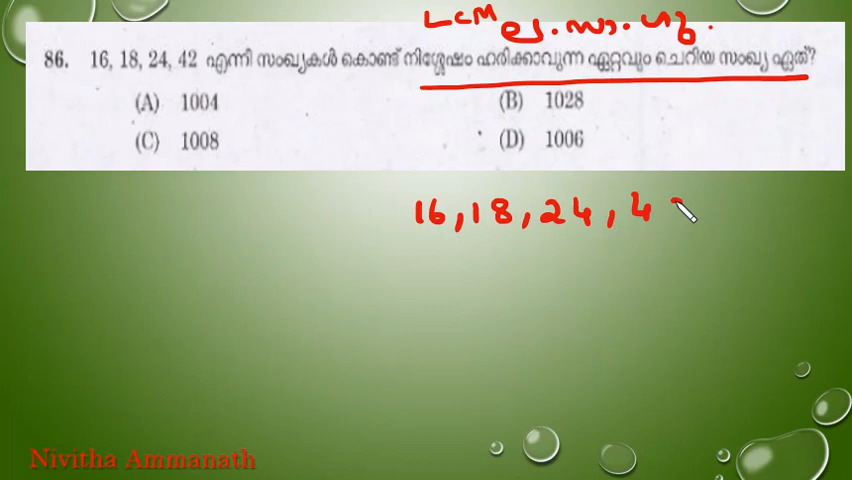 LCM ല.സാ.ഗു.
86. 16, 18, 24, 42 എന്നി സംഖ്യകൾ കൊണ്ട് നിശ്ശേഷം ഹരിക്കാവുന്ന ഏറ്റവും ചെറിയ സംഖ്യ ഏത്?
(A) 1004 (B) 1028
(C) 1008 (D) 1006
16, 18, 24, 4
Nivitha Ammanath